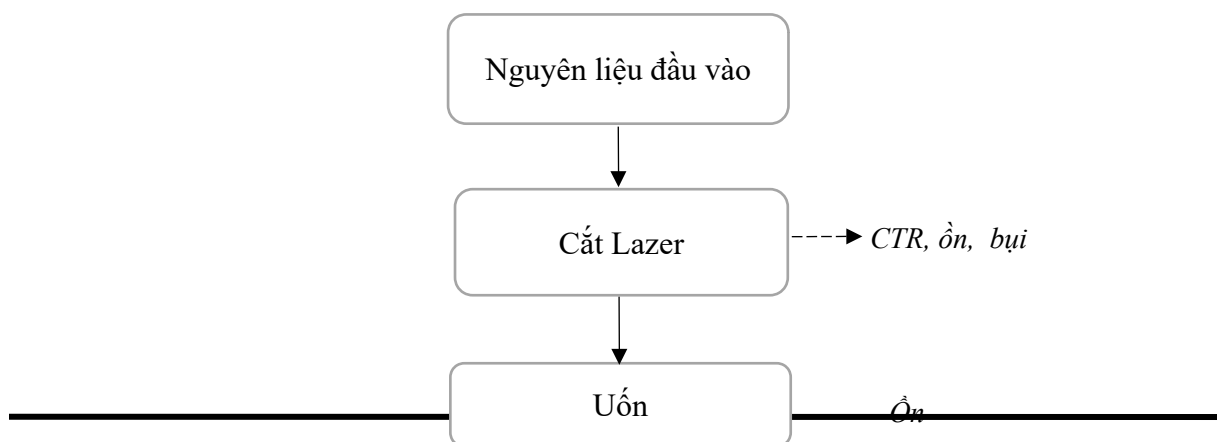 Nguyên liệu đầu vào
Cắt Lazer
CTR, ồn, bụi
Uốn
Ồn